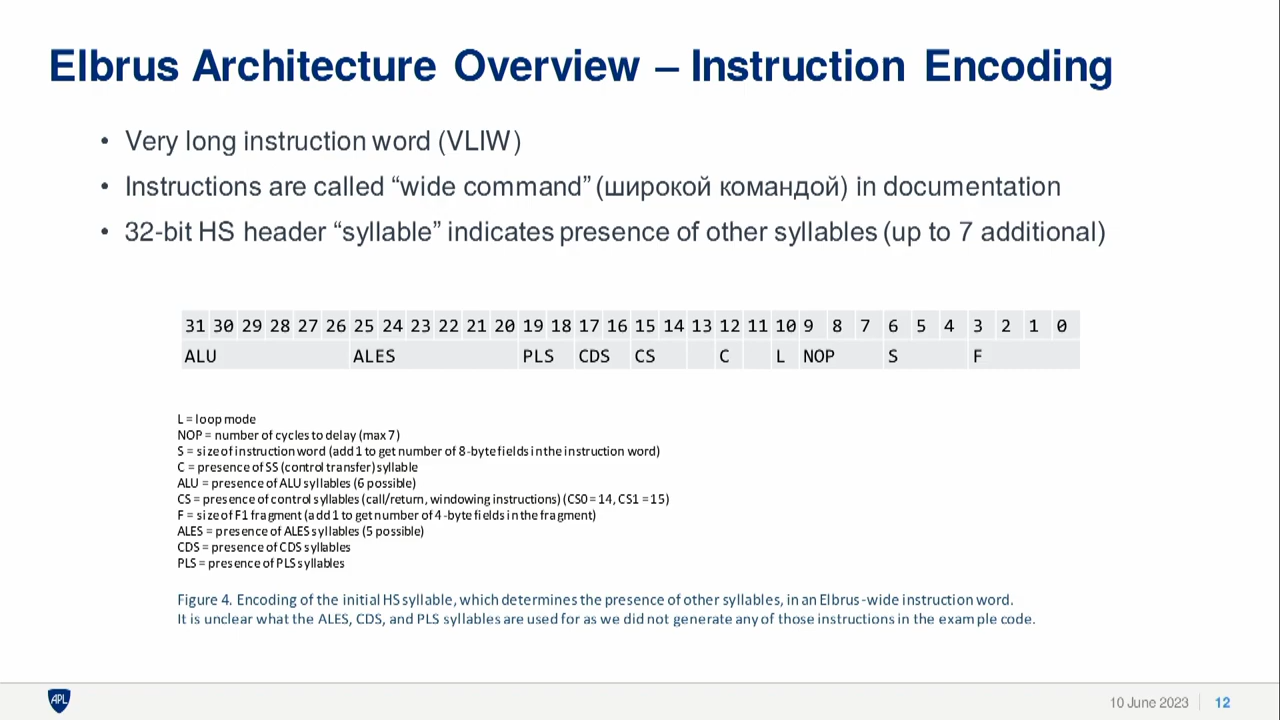 Elbrus Architecture Overview – Instruction Encoding
• Very long instruction word (VLIW)
• Instructions are called “wide command” (широкой командой) in documentation
• 32-bit HS header “syllable” indicates presence of other syllables (up to 7 additional)
31 30 29 28 27 26 25 24 23 22 21 20 19 18 17 16 15 14 13 12 11 10 9 8 7 6 5 4 3 2 1 0
ALU ALES PLS CDS CS C L NOP S F
L = loop mode
NOP = number of cycles to delay (max 7)
S = size of instruction word (add 1 to get number of 8-byte fields in the instruction word)
C = presence of SS (control transfer) syllable
ALU = presence of ALU syllables (6 possible)
CS = presence of control syllables (call/return, windowing instructions) (CS0 = 14, CS1 = 15)
F = size of F1 fragment (add 1 to get number of 4-byte fields in the fragment)
ALES = presence of ALES syllables (5 possible)
CDS = presence of CDS syllables
PLS = presence of PLS syllables
Figure 4. Encoding of the initial HS syllable, which determines the presence of other syllables, in an Elbrus-wide instruction word.
It is unclear what the ALES, CDS, and PLS syllables are used for as we did not generate any of those instructions in the example code.
APL
10 June 2023 12